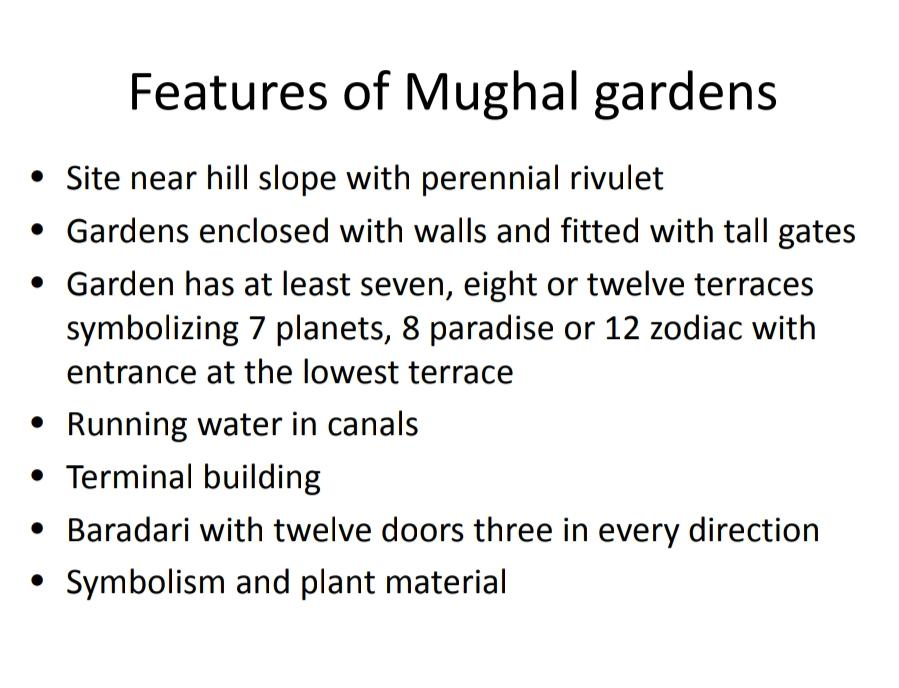 Features of Mughal gardens
• Site near hill slope with perennial rivulet
• Gardens enclosed with walls and fitted with tall gates
• Garden has at least seven, eight or twelve terraces
symbolizing 7 planets, 8 paradise or 12 zodiac with
entrance at the lowest terrace
• Running water in canals
• Terminal building
• Baradari with twelve doors three in every direction
• Symbolism and plant material